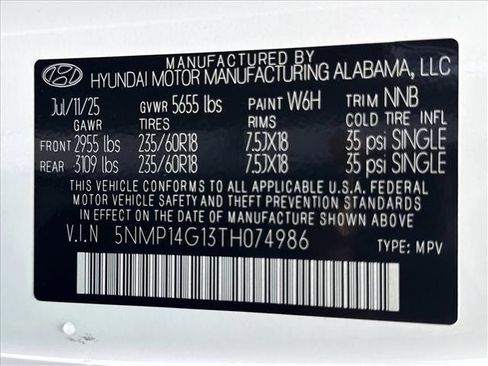 MANUFACTURED BY
HYUNDAI MOTOR MANUFACTURING ALABAMA, LLC
Jul/11/25 GVWR 5655 lbs PAINT W6H TRIM NNB
GAWR TIRES RIMS COLD TIRE INFL
FRONT 2955 lbs 235/60R18 7.5JX18 35 psi SINGLE
REAR 3109 lbs 235/60R18 7.5JX18 35 psi SINGLE
THIS VEHICLE CONFORMS TO ALL APPLICABLE U.S.A. FEDERAL
MOTOR VEHICLE SAFETY AND THEFT PREVENTION STANDARDS
IN EFFECT ON THE DATE OF MANUFACTURE SHOWN ABOVE
V.I.N 5NMP14G13TH074986 TYPE: MPV